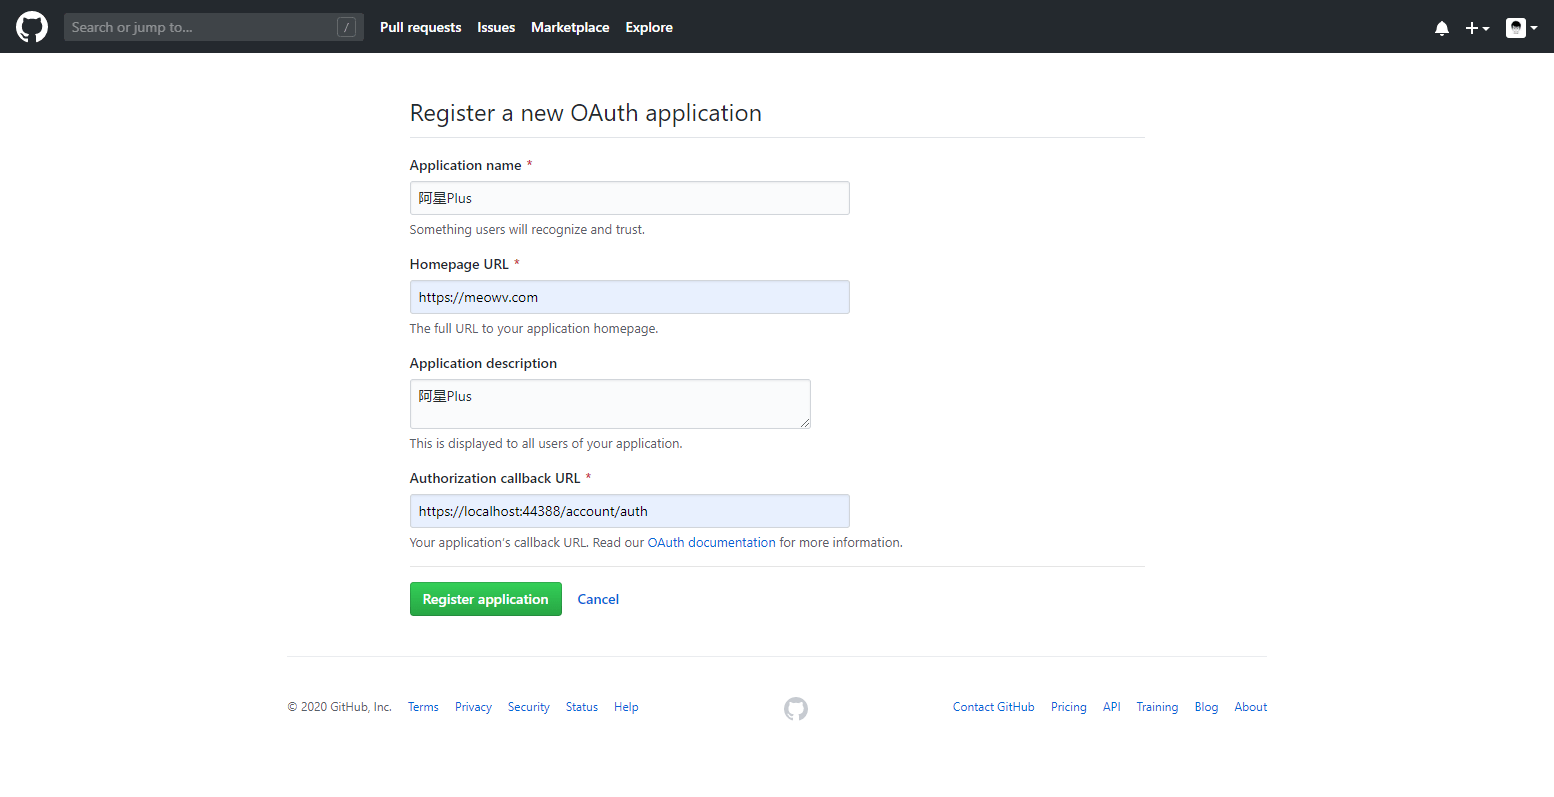 Search or jump to... /
Pull requests Issues Marketplace Explore
Register a new OAuth application
Application name *
阿星Plus
Something users will recognize and trust.
Homepage URL *
https://meowv.com
The full URL to your application homepage.
Application description
阿星Plus
This is displayed to all users of your application.
Authorization callback URL *
https://localhost:44388/account/auth
Your application's callback URL. Read our OAuth documentation for more information.
Register application Cancel
© 2020 GitHub, Inc. Terms Privacy Security Status Help Contact GitHub Pricing API Training Blog About